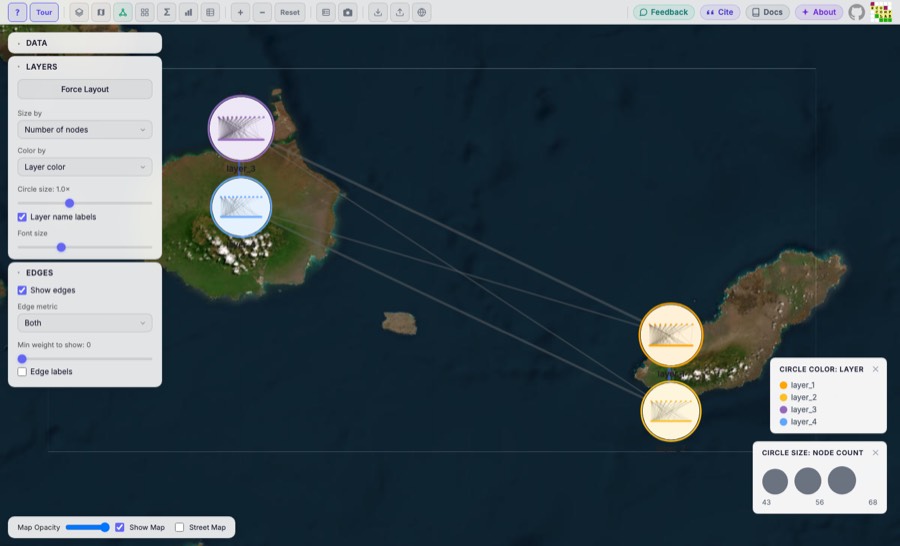 ?
Tour
Σ
+
−
Reset
Feedback
Cite
Docs
About
DATA
LAYERS
Force Layout
Size by
Number of nodes
Color by
Layer color
Circle size: 1.0×
Layer name labels
Font size
EDGES
Show edges
Edge metric
Both
Min weight to show: 0
Edge labels
layer_3
CIRCLE COLOR: LAYER
layer_1
layer_2
layer_3
layer_4
CIRCLE SIZE: NODE COUNT
43 56 68
Map Opacity
Show Map
Street Map